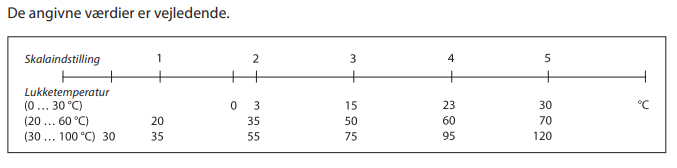 De angivne værdier er vejledende.
Skalaindstilling 1 2 3 4 5
Lukketemperatur
(0 … 30 °C) 0 3 15 23 30 °C
(20 … 60 °C) 20 35 50 60 70
(30 … 100 °C) 30 35 55 75 95 120